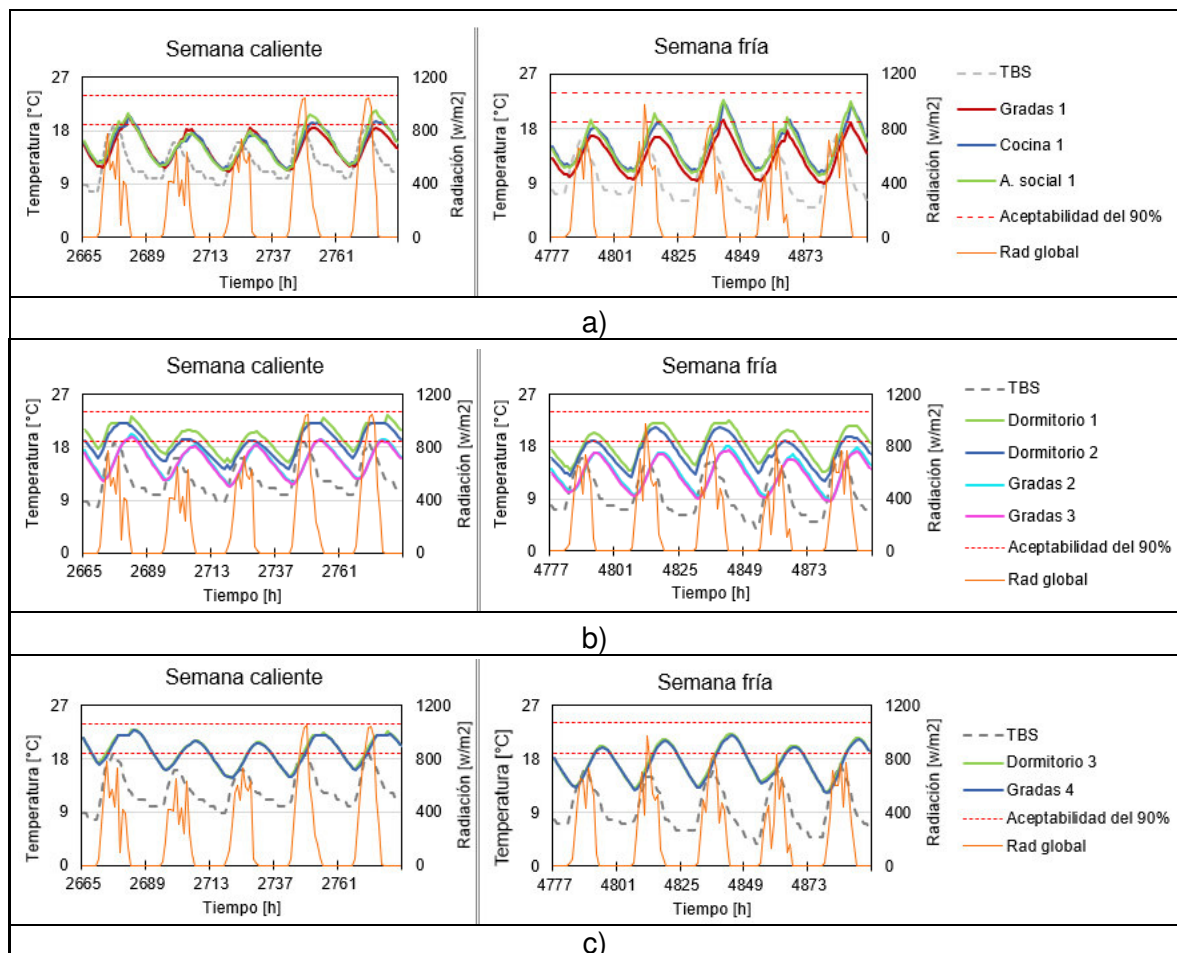 Semana caliente
Temperatura [°C]
27
18
9
0
1200
800
400
0
Radiación [w/m2]
2665 2689 2713 2737 2761
Tiempo [h]
Semana fría
Temperatura [°C]
27
18
9
0
1200
800
400
0
Radiación [w/m2]
4777 4801 4825 4849 4873
Tiempo [h]
TBS
Gradas 1
Cocina 1
A. social 1
Aceptabilidad del 90%
Rad global
a)
Semana caliente
Temperatura [°C]
27
18
9
0
1200
800
400
0
Radiación [w/m2]
2665 2689 2713 2737 2761
Tiempo [h]
Semana fría
Temperatura [°C]
27
18
9
0
1200
800
400
0
Radiación [w/m2]
4777 4801 4825 4849 4873
Tiempo [h]
TBS
Dormitorio 1
Dormitorio 2
Gradas 2
Gradas 3
Aceptabilidad del 90%
Rad global
b)
Semana caliente
Temperatura [°C]
27
18
9
0
1200
800
400
0
Radiación [w/m2]
2665 2689 2713 2737 2761
Tiempo [h]
Semana fría
Temperatura [°C]
27
18
9
0
1200
800
400
0
Radiación [w/m2]
4777 4801 4825 4849 4873
Tiempo [h]
TBS
Dormitorio 3
Gradas 4
Aceptabilidad del 90%
Rad global
c)